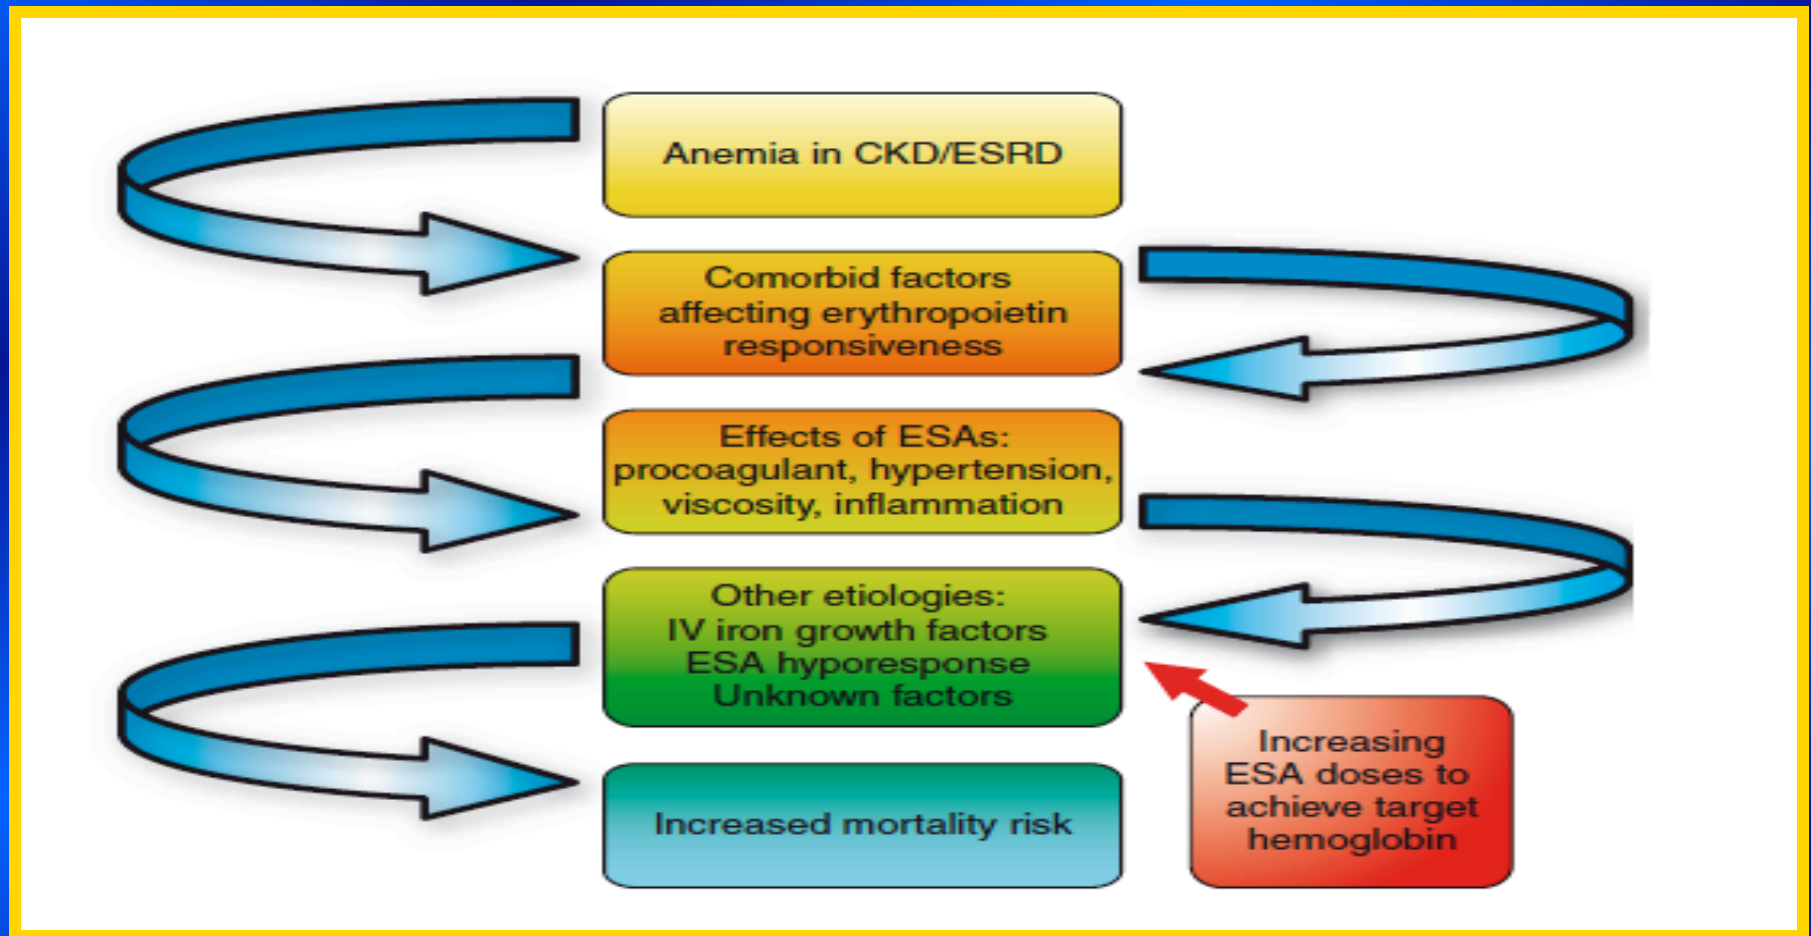 Anemia in CKD/ESRD
Comorbid factors
affecting erythropoietin
responsiveness
Effects of ESAs:
procoagulant, hypertension,
viscosity, inflammation
Other etiologies:
IV iron growth factors
ESA hyporesponse
Unknown factors
Increasing
ESA doses to
achieve target
hemoglobin
Increased mortality risk